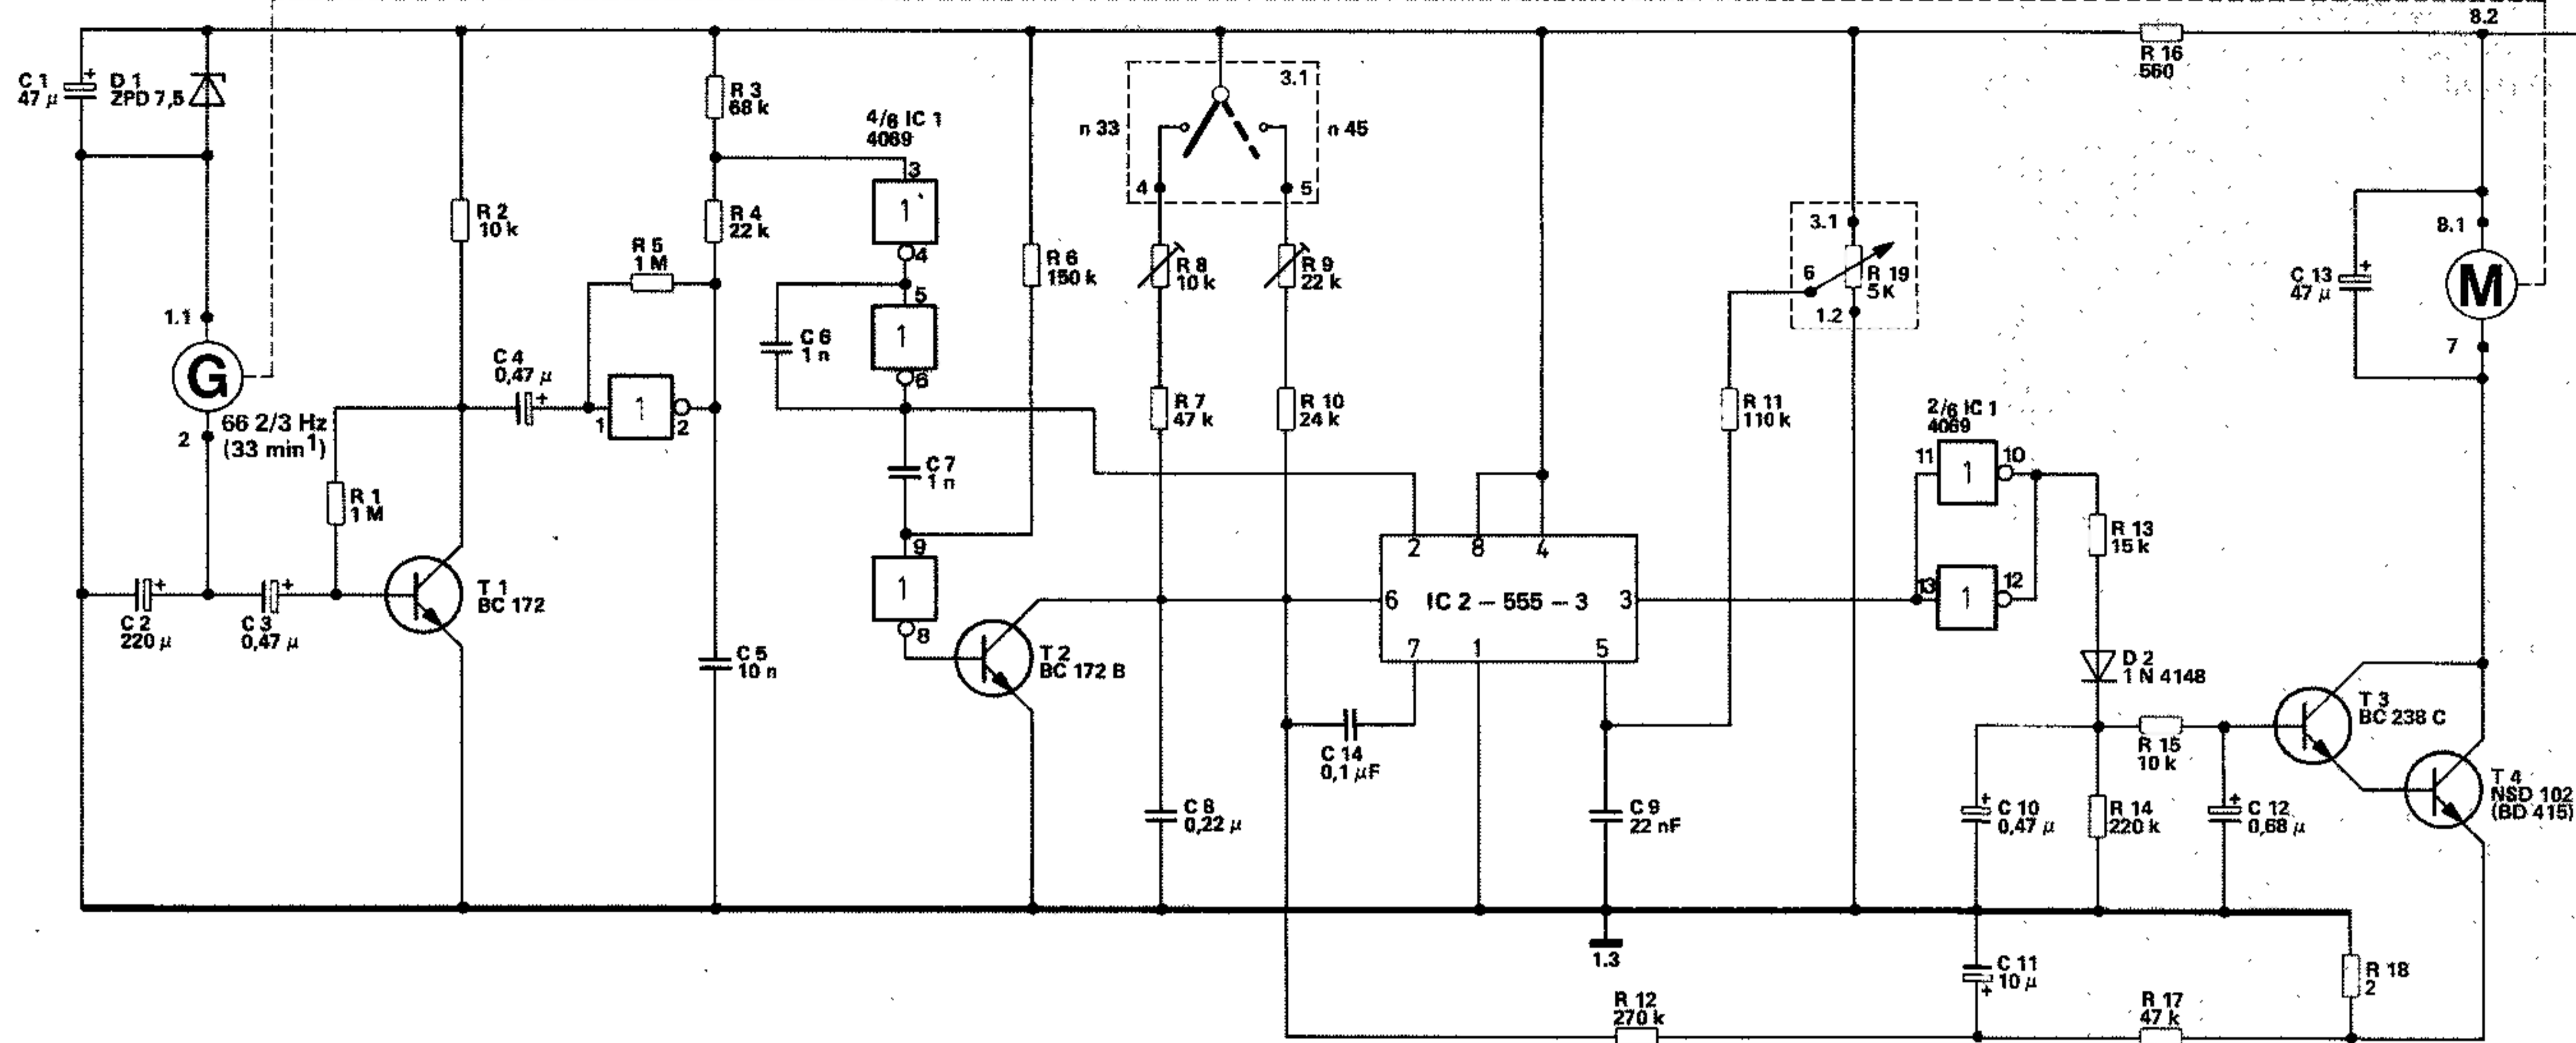 8.2
C 1
47 µ
D 1
ZPD 7,5
R 3
68 k
4/6 IC 1
4069
3
1
4
R 2
10 k
R 4
22 k
R 5
1 M
5
1
6
C 6
1 n
R 6
150 k
3.1
n 33
n 45
4
5
R 8
10 k
R 9
22 k
R 7
47 k
R 10
24 k
R 16
560
3.1
6
R 19
5 K
1.2
8.1
C 13
47 µ
M
7
1.1
G
66 2/3 Hz
(33 min1)
2
C 4
0,47 µ
1
1
2
R 1
1 M
C 7
1 n
9
1
8
R 11
110 k
2/6 IC 1
4069
11
1
10
13
1
12
R 13
15 k
2
8
4
6
IC 2 – 555 – 3
3
7
1
5
C 2
220 µ
C 3
0,47 µ
T 1
BC 172
C 5
10 n
T 2
BC 172 B
C 14
0,1 µF
C 8
0,22 µ
C 9
22 nF
D 2
1 N 4148
R 15
10 k
T 3
BC 238 C
C 10
0,47 µ
R 14
220 k
C 12
0,68 µ
T 4
NSD 102
(BD 415)
1.3
C 11
10 µ
R 18
2
R 12
270 k
R 17
47 k